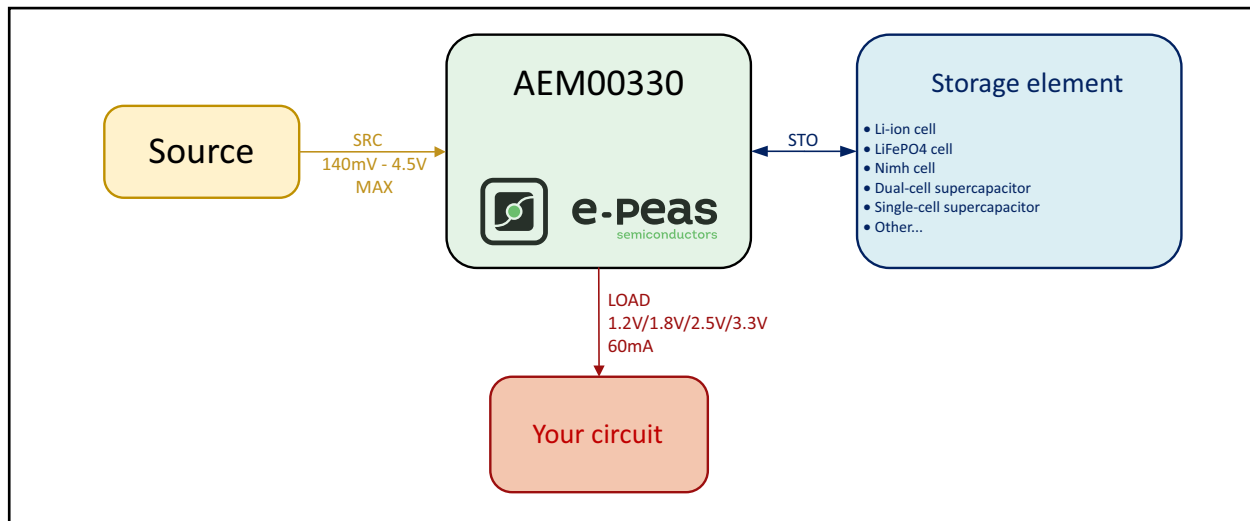 AEM00330
Storage element
Source
SRC
140mV - 4.5V
MAX
STO
• Li-ion cell
• LiFePO4 cell
• Nimh cell
• Dual-cell supercapacitor
• Single-cell supercapacitor
• Other...
e-peas
semiconductors
LOAD
1.2V/1.8V/2.5V/3.3V
60mA
Your circuit